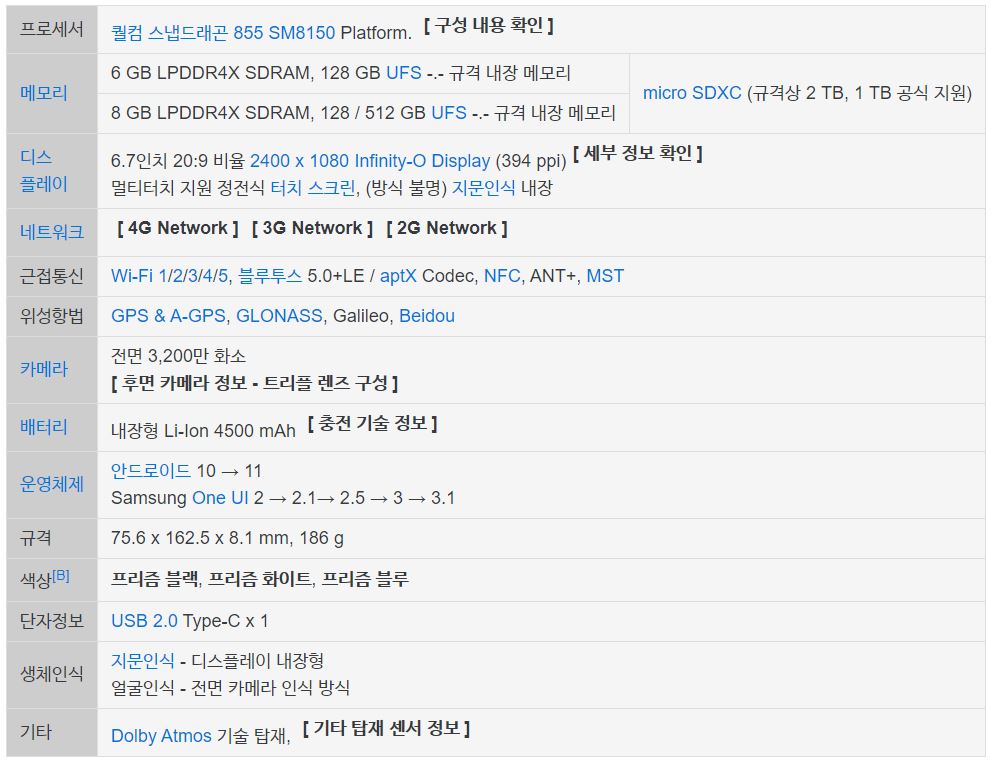 프로세서
퀄컴 스냅드래곤 855 SM8150 Platform. [ 구성 내용 확인 ]
메모리
6 GB LPDDR4X SDRAM, 128 GB UFS -.- 규격 내장 메모리
8 GB LPDDR4X SDRAM, 128 / 512 GB UFS -.- 규격 내장 메모리
micro SDXC (규격상 2 TB, 1 TB 공식 지원)
디스
플레이
6.7인치 20:9 비율 2400 x 1080 Infinity-O Display (394 ppi) [ 세부 정보 확인 ]
멀티터치 지원 정전식 터치 스크린, (방식 불명) 지문인식 내장
네트워크
[ 4G Network ] [ 3G Network ] [ 2G Network ]
근접통신
Wi-Fi 1/2/3/4/5, 블루투스 5.0+LE / aptX Codec, NFC, ANT+, MST
위성항법
GPS & A-GPS, GLONASS, Galileo, Beidou
카메라
전면 3,200만 화소
[ 후면 카메라 정보 - 트리플 렌즈 구성 ]
배터리
내장형 Li-Ion 4500 mAh [ 충전 기술 정보 ]
운영체제
안드로이드 10 → 11
Samsung One UI 2 → 2.1→ 2.5 → 3 → 3.1
규격
75.6 x 162.5 x 8.1 mm, 186 g
색상[B]
프리즘 블랙, 프리즘 화이트, 프리즘 블루
단자정보
USB 2.0 Type-C x 1
생체인식
지문인식 - 디스플레이 내장형
얼굴인식 - 전면 카메라 인식 방식
기타
Dolby Atmos 기술 탑재, [ 기타 탑재 센서 정보 ]